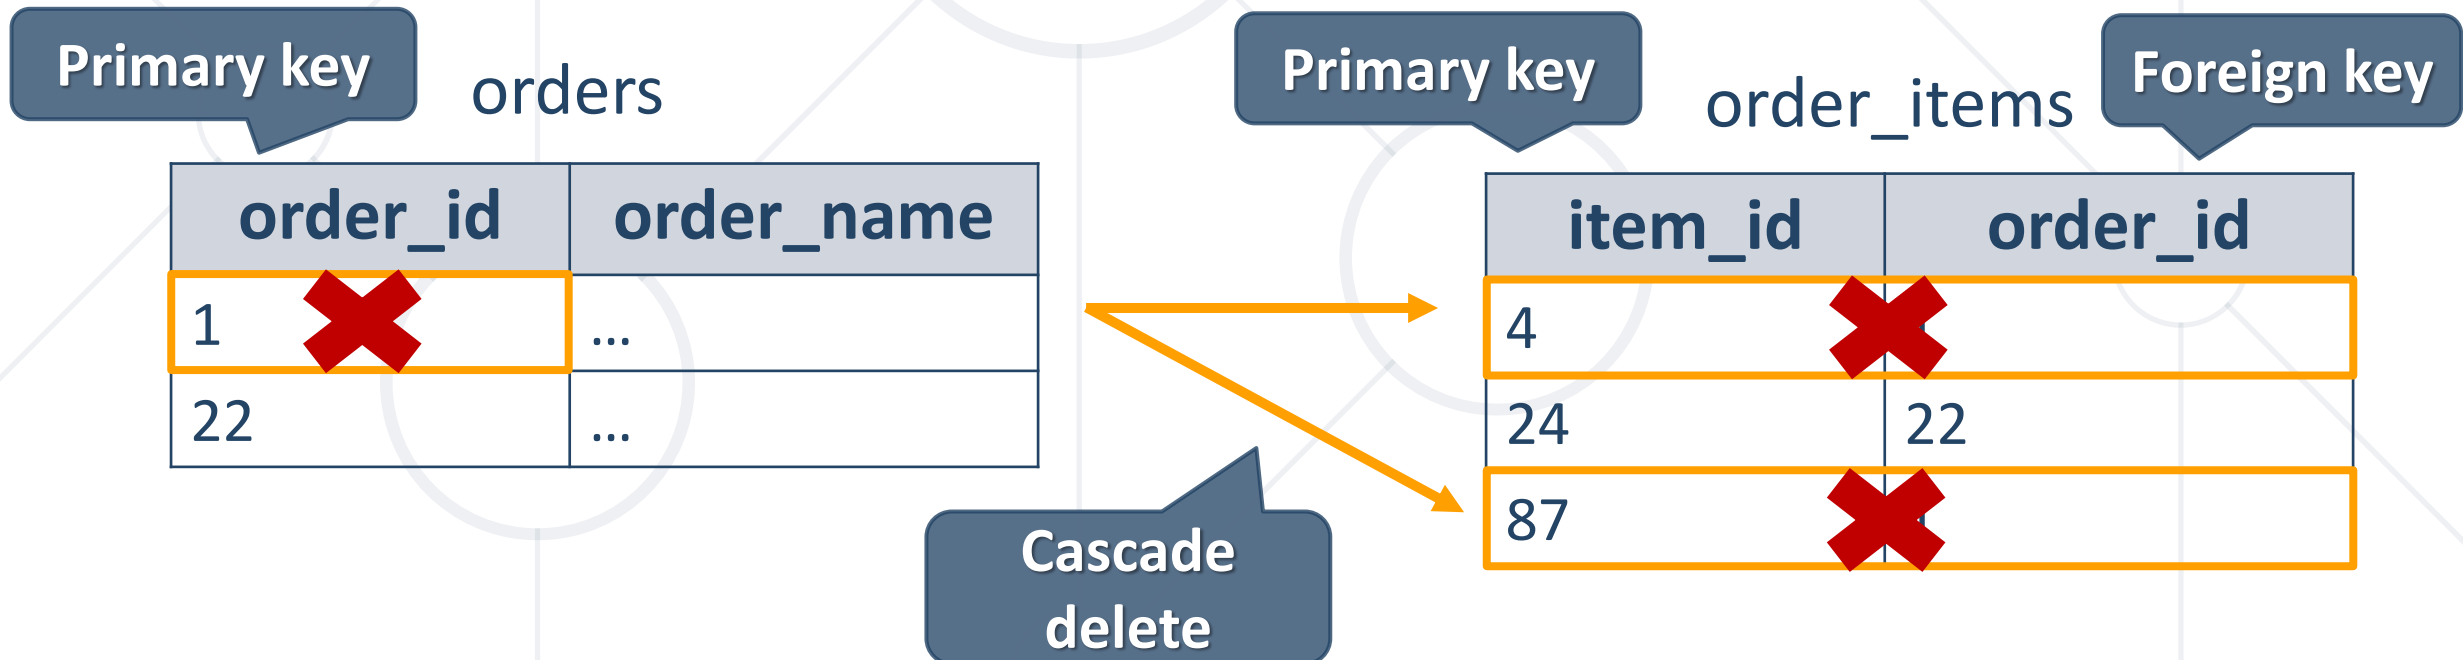 Primary key
orders
Primary key
order_items
Foreign key
order_id order_name
1 ...
22 ...
item_id order_id
4
24 22
87
Cascade
delete